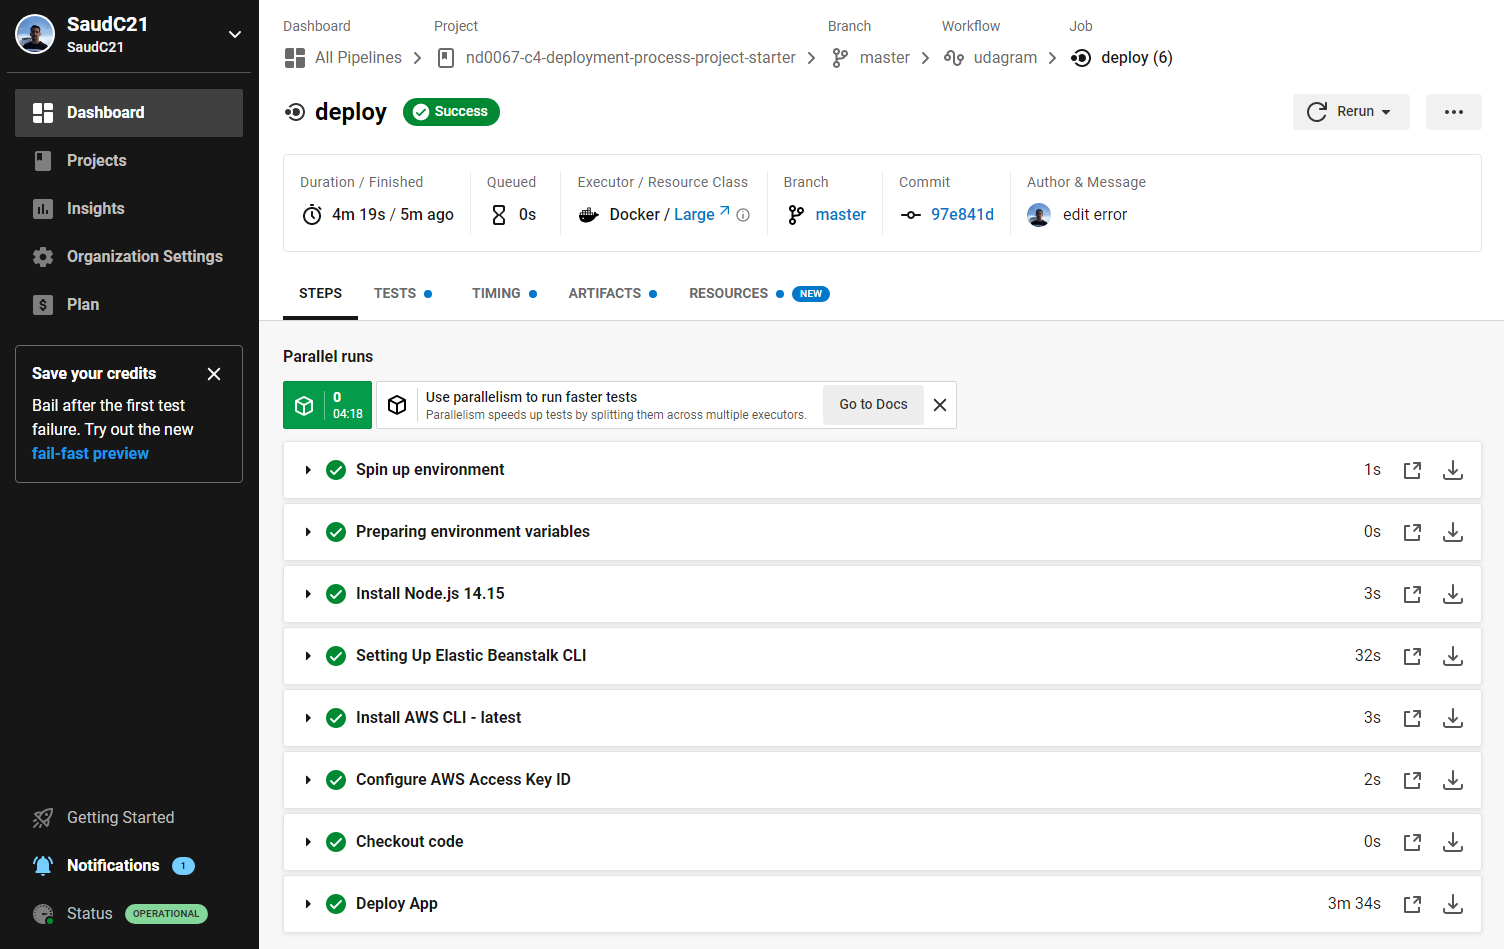 SaudC21
SaudC21
Dashboard
Projects
Insights
Organization Settings
Plan
Save your credits
Bail after the first test
failure. Try out the new
fail-fast preview
Getting Started
Notifications 1
Status OPERATIONAL
Dashboard Project Branch Workflow Job
All Pipelines nd0067-c4-deployment-process-project-starter master udagram deploy (6)
deploy Success Rerun
Duration / Finished Queued Executor / Resource Class Branch Commit Author & Message
4m 19s / 5m ago 0s Docker / Large master 97e841d edit error
STEPS TESTS TIMING ARTIFACTS RESOURCES NEW
Parallel runs
0
04:18
Use parallelism to run faster tests
Parallelism speeds up tests by splitting them across multiple executors.
Go to Docs
Spin up environment 1s
Preparing environment variables 0s
Install Node.js 14.15 3s
Setting Up Elastic Beanstalk CLI 32s
Install AWS CLI - latest 3s
Configure AWS Access Key ID 2s
Checkout code 0s
Deploy App 3m 34s